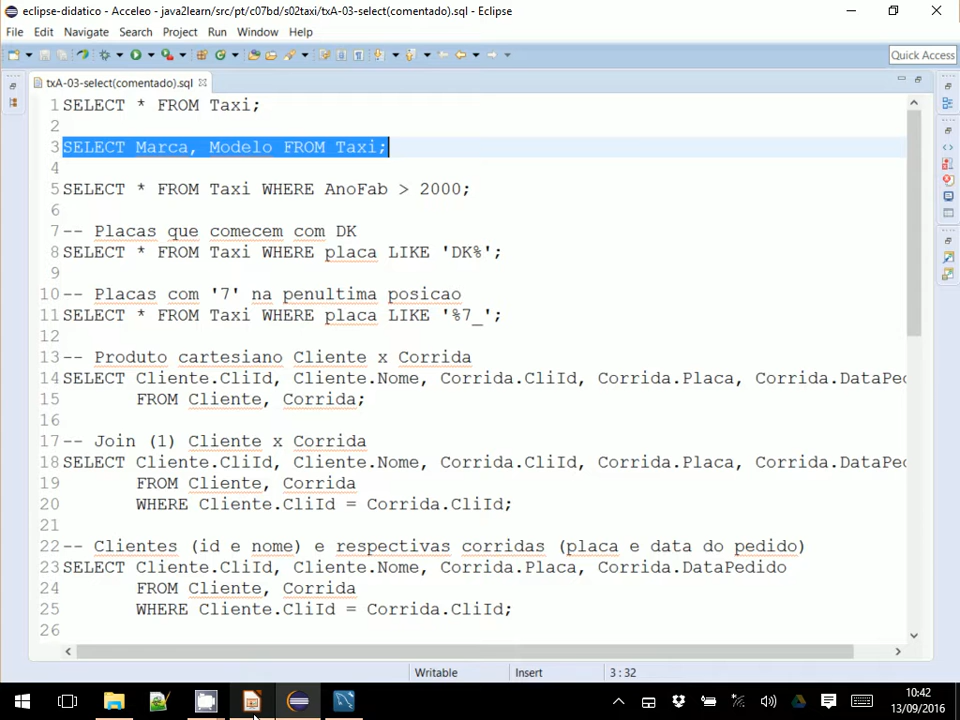 eclipse-didatico - Acceleo - java2learn/src/pt/c07bd/s02taxi/txA-03-select(comentado).sql - Eclipse
File Edit Navigate Search Project Run Window Help
Quick Access
txA-03-select(comentado).sql
1 SELECT * FROM Taxi;
2
3 SELECT Marca, Modelo FROM Taxi;
4
5 SELECT * FROM Taxi WHERE AnoFab > 2000;
6
7 -- Placas que comecem com DK
8 SELECT * FROM Taxi WHERE placa LIKE 'DK%';
9
10 -- Placas com '7' na penultima posicao
11 SELECT * FROM Taxi WHERE placa LIKE '%7_';
12
13 -- Produto cartesiano Cliente x Corrida
14 SELECT Cliente.CliId, Cliente.Nome, Corrida.CliId, Corrida.Placa, Corrida.DataPed
15 FROM Cliente, Corrida;
16
17 -- Join (1) Cliente x Corrida
18 SELECT Cliente.CliId, Cliente.Nome, Corrida.CliId, Corrida.Placa, Corrida.DataPed
19 FROM Cliente, Corrida
20 WHERE Cliente.CliId = Corrida.CliId;
21
22 -- Clientes (id e nome) e respectivas corridas (placa e data do pedido)
23 SELECT Cliente.CliId, Cliente.Nome, Corrida.Placa, Corrida.DataPedido
24 FROM Cliente, Corrida
25 WHERE Cliente.CliId = Corrida.CliId;
26
Writable Insert 3 : 32
10:42
13/09/2016